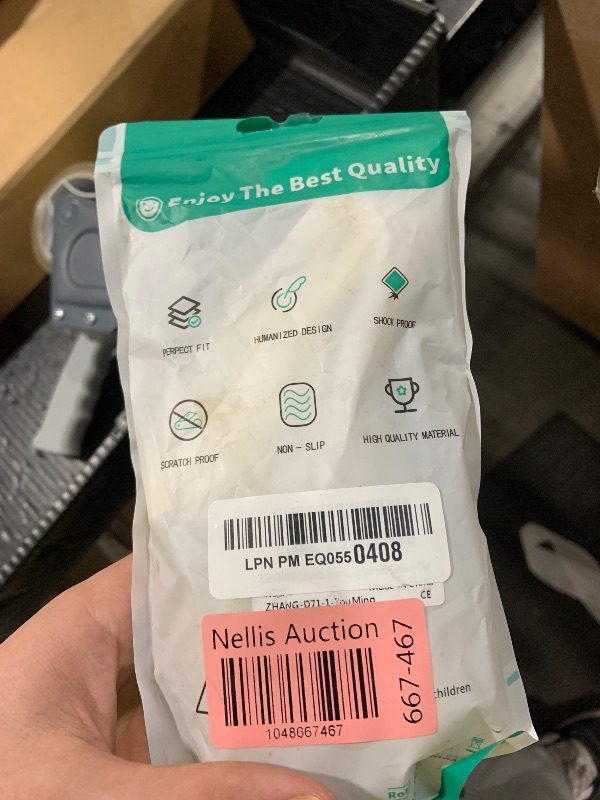 Enjoy The Best Quality
PERFECT FIT
HUMANIZED DESIGN
SHOCK PROOF
SCRATCH PROOF
NON - SLIP
HIGH QUALITY MATERIAL
LPN PM EQ0550408
ZHANG-D71-1-YouMing
CE
Nellis Auction
1048667467
667-467
children